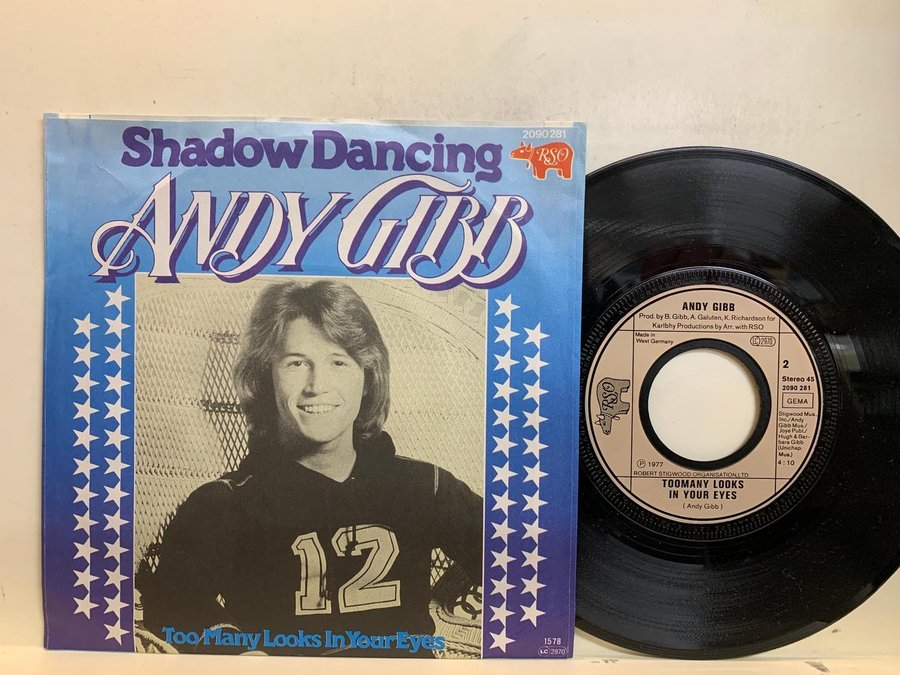 Shadow Dancing
2090 281
RSO
ANDY GIBB
12
Too Many Looks In Your Eyes
1578
LC 2970
ANDY GIBB
Prod. by B. Gibb, A. Galuten, K. Richardson for
Karlbhy Productions by Arr. with RSO
Made in
West Germany
LC 2970
2
Stereo 45
2090 281
GEMA
Stigwood Mus.
Inc./Andy
Gibb Mus./
Joye Publ./
Hugh & Bar-
bara Gibb
(Unichap.
Mus.)
4:10
RSO
℗ 1977
ROBERT STIGWOOD ORGANISATION, LTD.
TOOMANY LOOKS
IN YOUR EYES
(Andy Gibb)